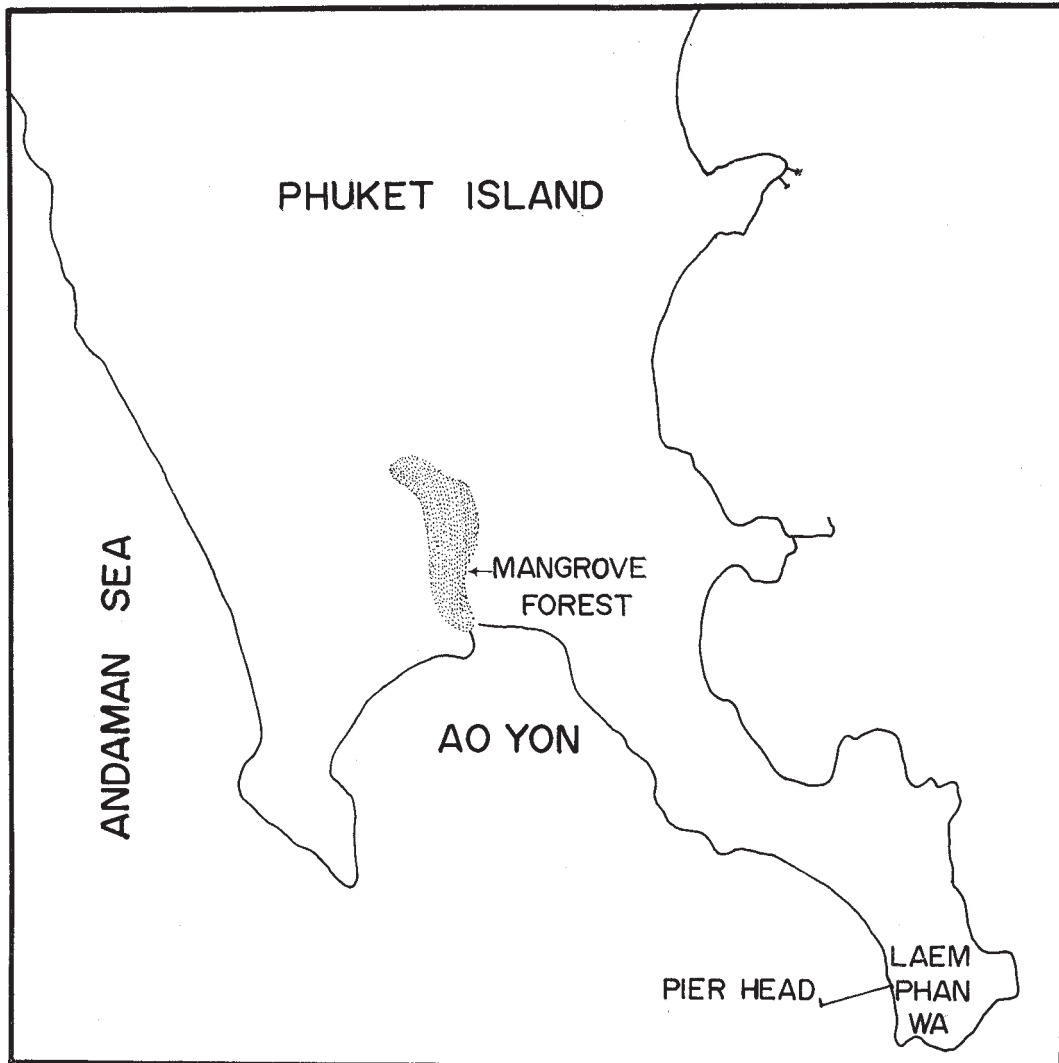 PHUKET ISLAND
MANGROVE
FOREST
ANDAMAN SEA
AO YON
PIER HEAD
LAEM
PHAN
WA